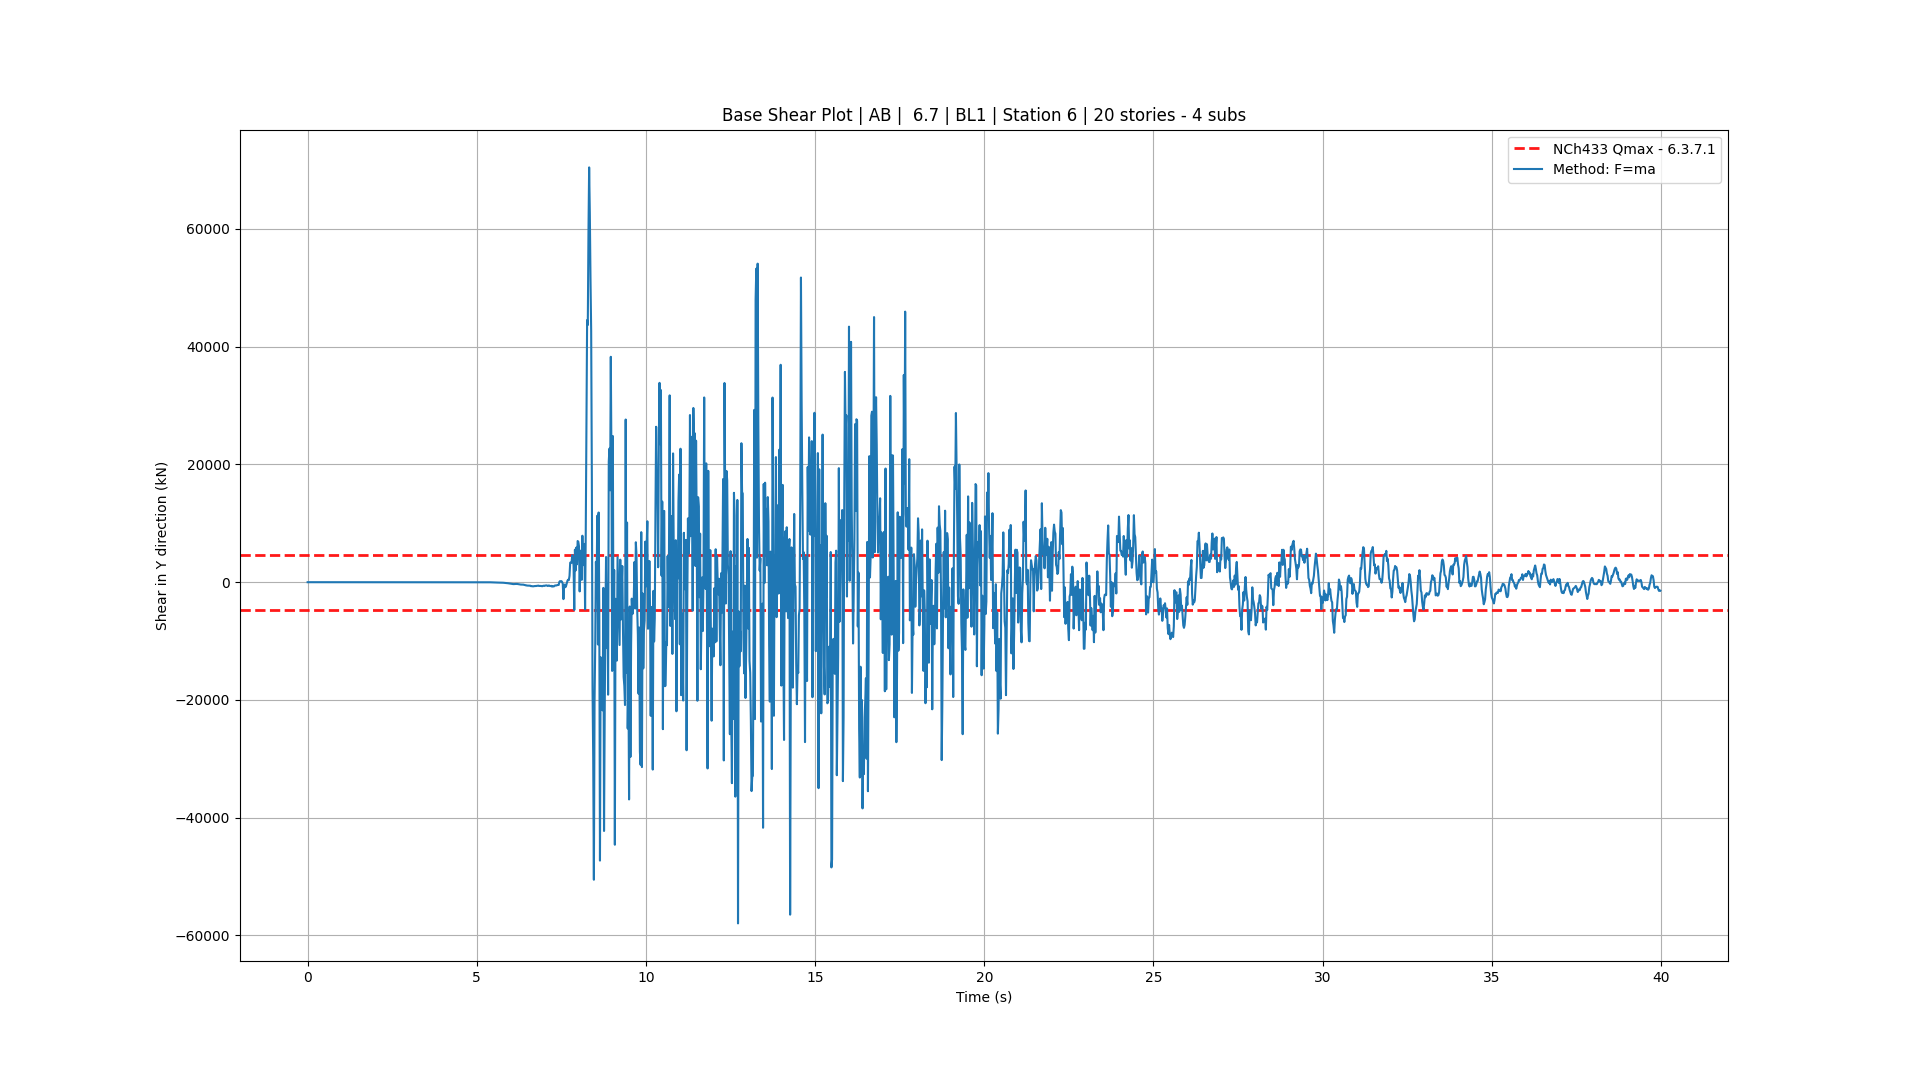 Base Shear Plot | AB |  6.7 | BL1 | Station 6 | 20 stories - 4 subs
NCh433 Qmax - 6.3.7.1
Method: F=ma
Shear in Y direction (kN)
60000
40000
20000
0
−20000
−40000
−60000
0 5 10 15 20 25 30 35 40
Time (s)